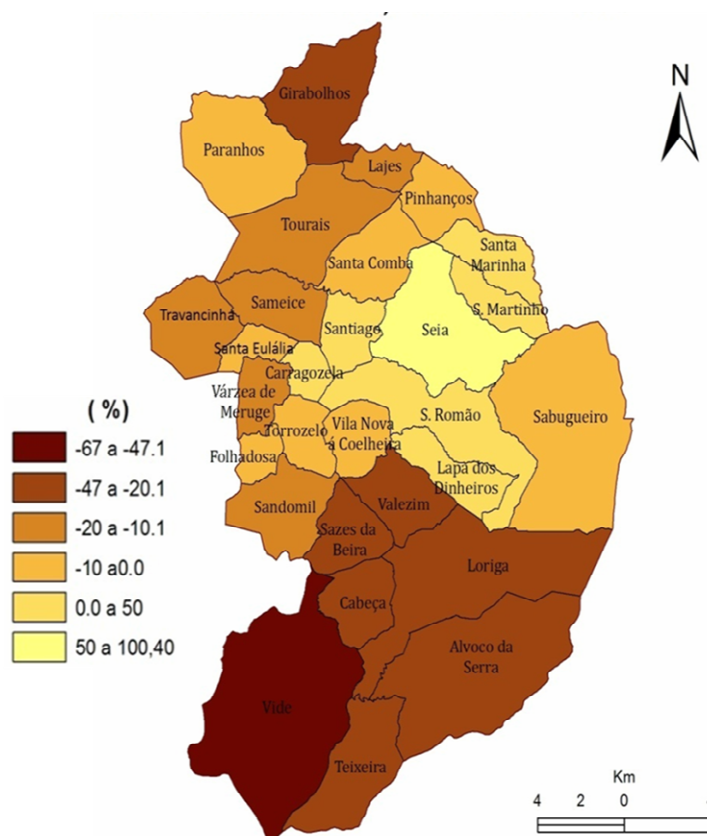 Girabolhos
N
Paranhos
Lajes
Pinhanços
Tourais
Santa
Marinha
Santa Comba
Travancinha
Sameice
Santiago
Seia
S. Martinho
Santa Eulália
Carragozela
Várzea de
Meruge
S. Romão
Sabugueiro
Torrozelo
Vila Nova
á Coelheira
Folhadosa
Lapa dos
Dinheiros
Sandomil
Valezim
Sazes da
Beira
Loriga
Cabeça
Alvoco da
Serra
Vide
Teixeira
( % )
-67 a -47.1
-47 a -20.1
-20 a -10.1
-10 a0.0
0.0 a 50
50 a 100,40
Km
4 2 0